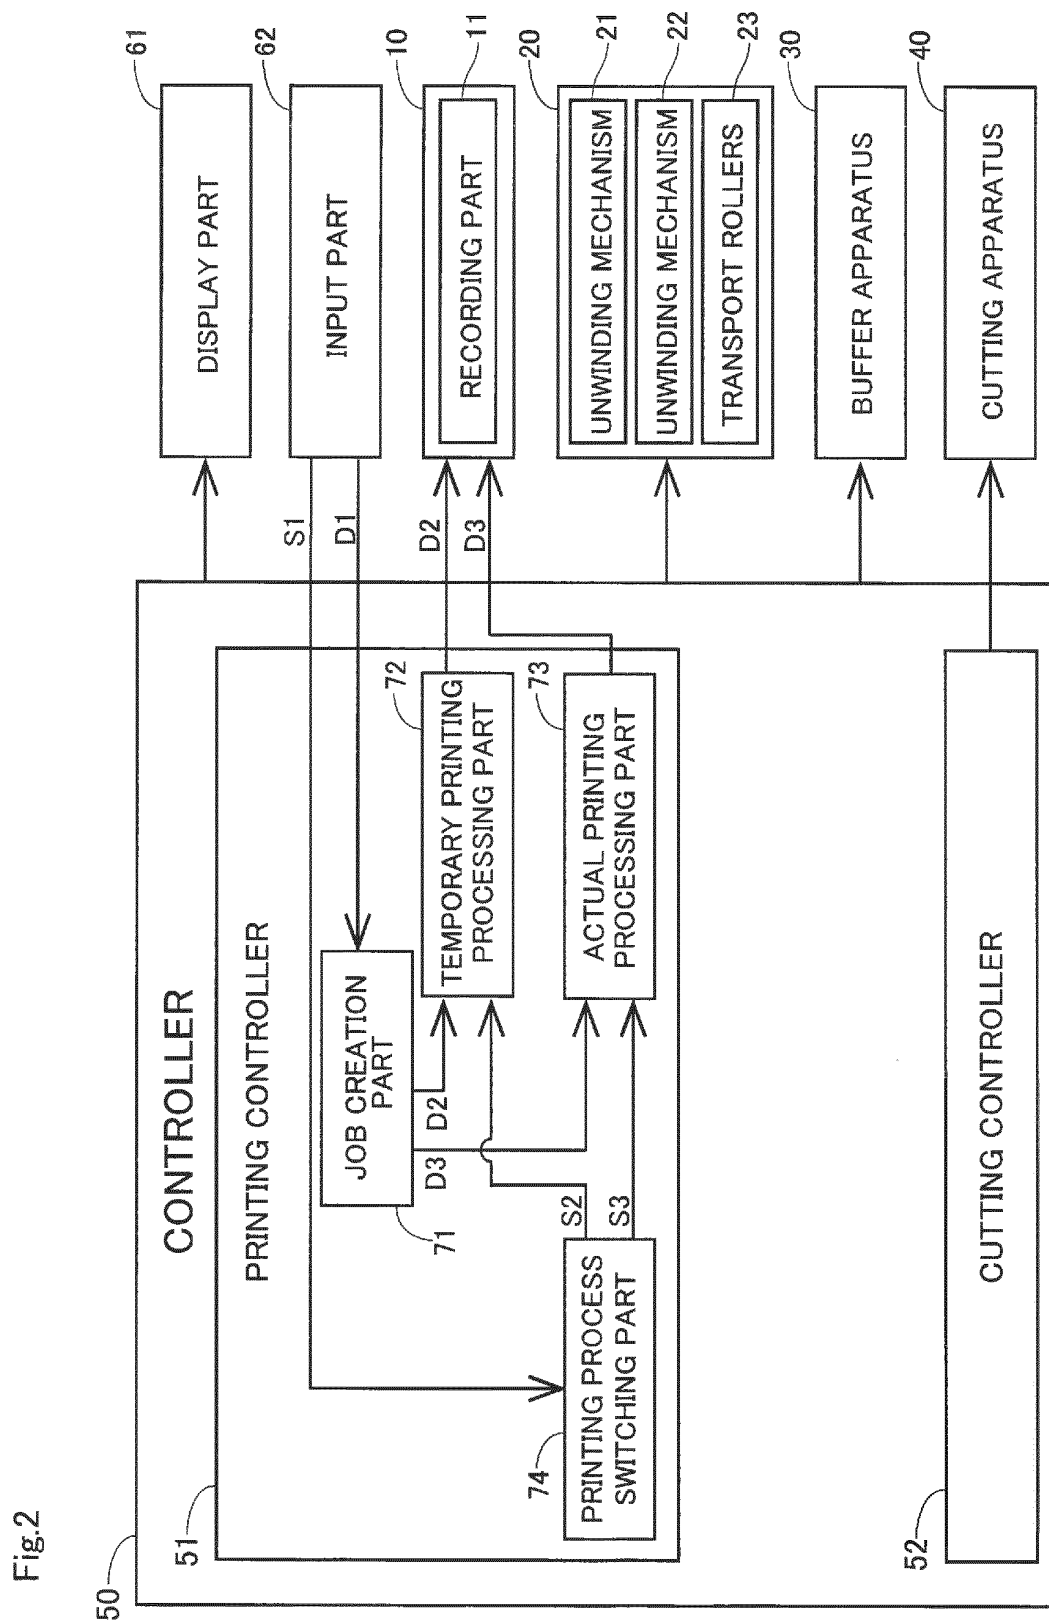 Fig.2
50
CONTROLLER
51
PRINTING CONTROLLER
JOB CREATION
PART
71
D1
S1
D2
D3
TEMPORARY PRINTING
PROCESSING PART
72
ACTUAL PRINTING
PROCESSING PART
73
PRINTING PROCESS
SWITCHING PART
74
S2
S3
D2
D3
CUTTING CONTROLLER
52
DISPLAY PART
61
INPUT PART
62
RECORDING PART
10
11
UNWINDING MECHANISM
UNWINDING MECHANISM
TRANSPORT ROLLERS
20
21
22
23
BUFFER APPARATUS
30
CUTTING APPARATUS
40